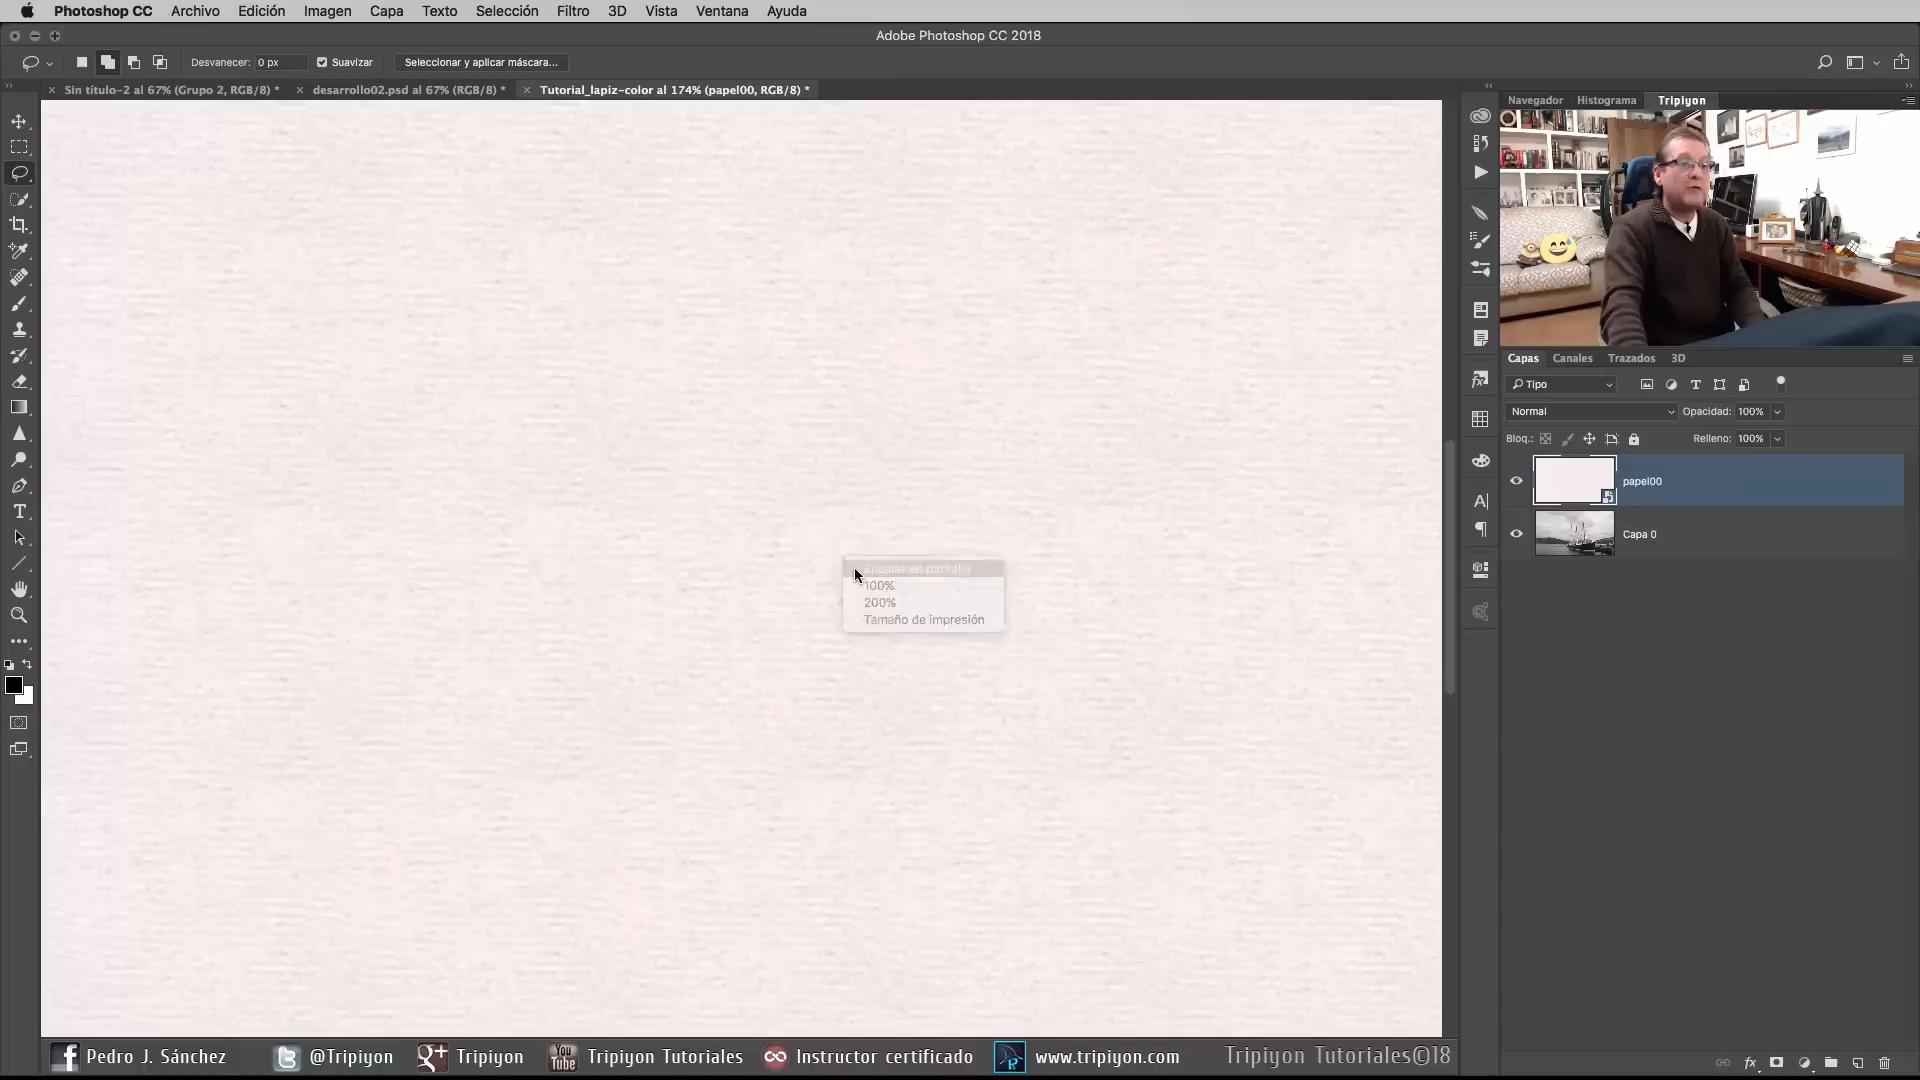 Photoshop CC Archivo Edición Imagen Capa Texto Selección Filtro 3D Vista Ventana Ayuda
Adobe Photoshop CC 2018
Desvanecer: 0 px Suavizar Seleccionar y aplicar máscara...
Sin título-2 al 67% (Grupo 2, RGB/8) * desarrollo02.psd al 67% (RGB/8) * Tutorial_lapiz-color al 174% (papel00, RGB/8) *
Navegador Histograma Tripiyon
Capas Canales Trazados 3D
Tipo
Normal Opacidad: 100%
Bloq.: Relleno: 100%
papel00
Capa 0
Encajar en pantalla
100%
200%
Tamaño de impresión
Pedro J. Sánchez @Tripiyon Tripiyon Tripiyon Tutoriales Instructor certificado www.tripiyon.com Tripiyon Tutoriales©18